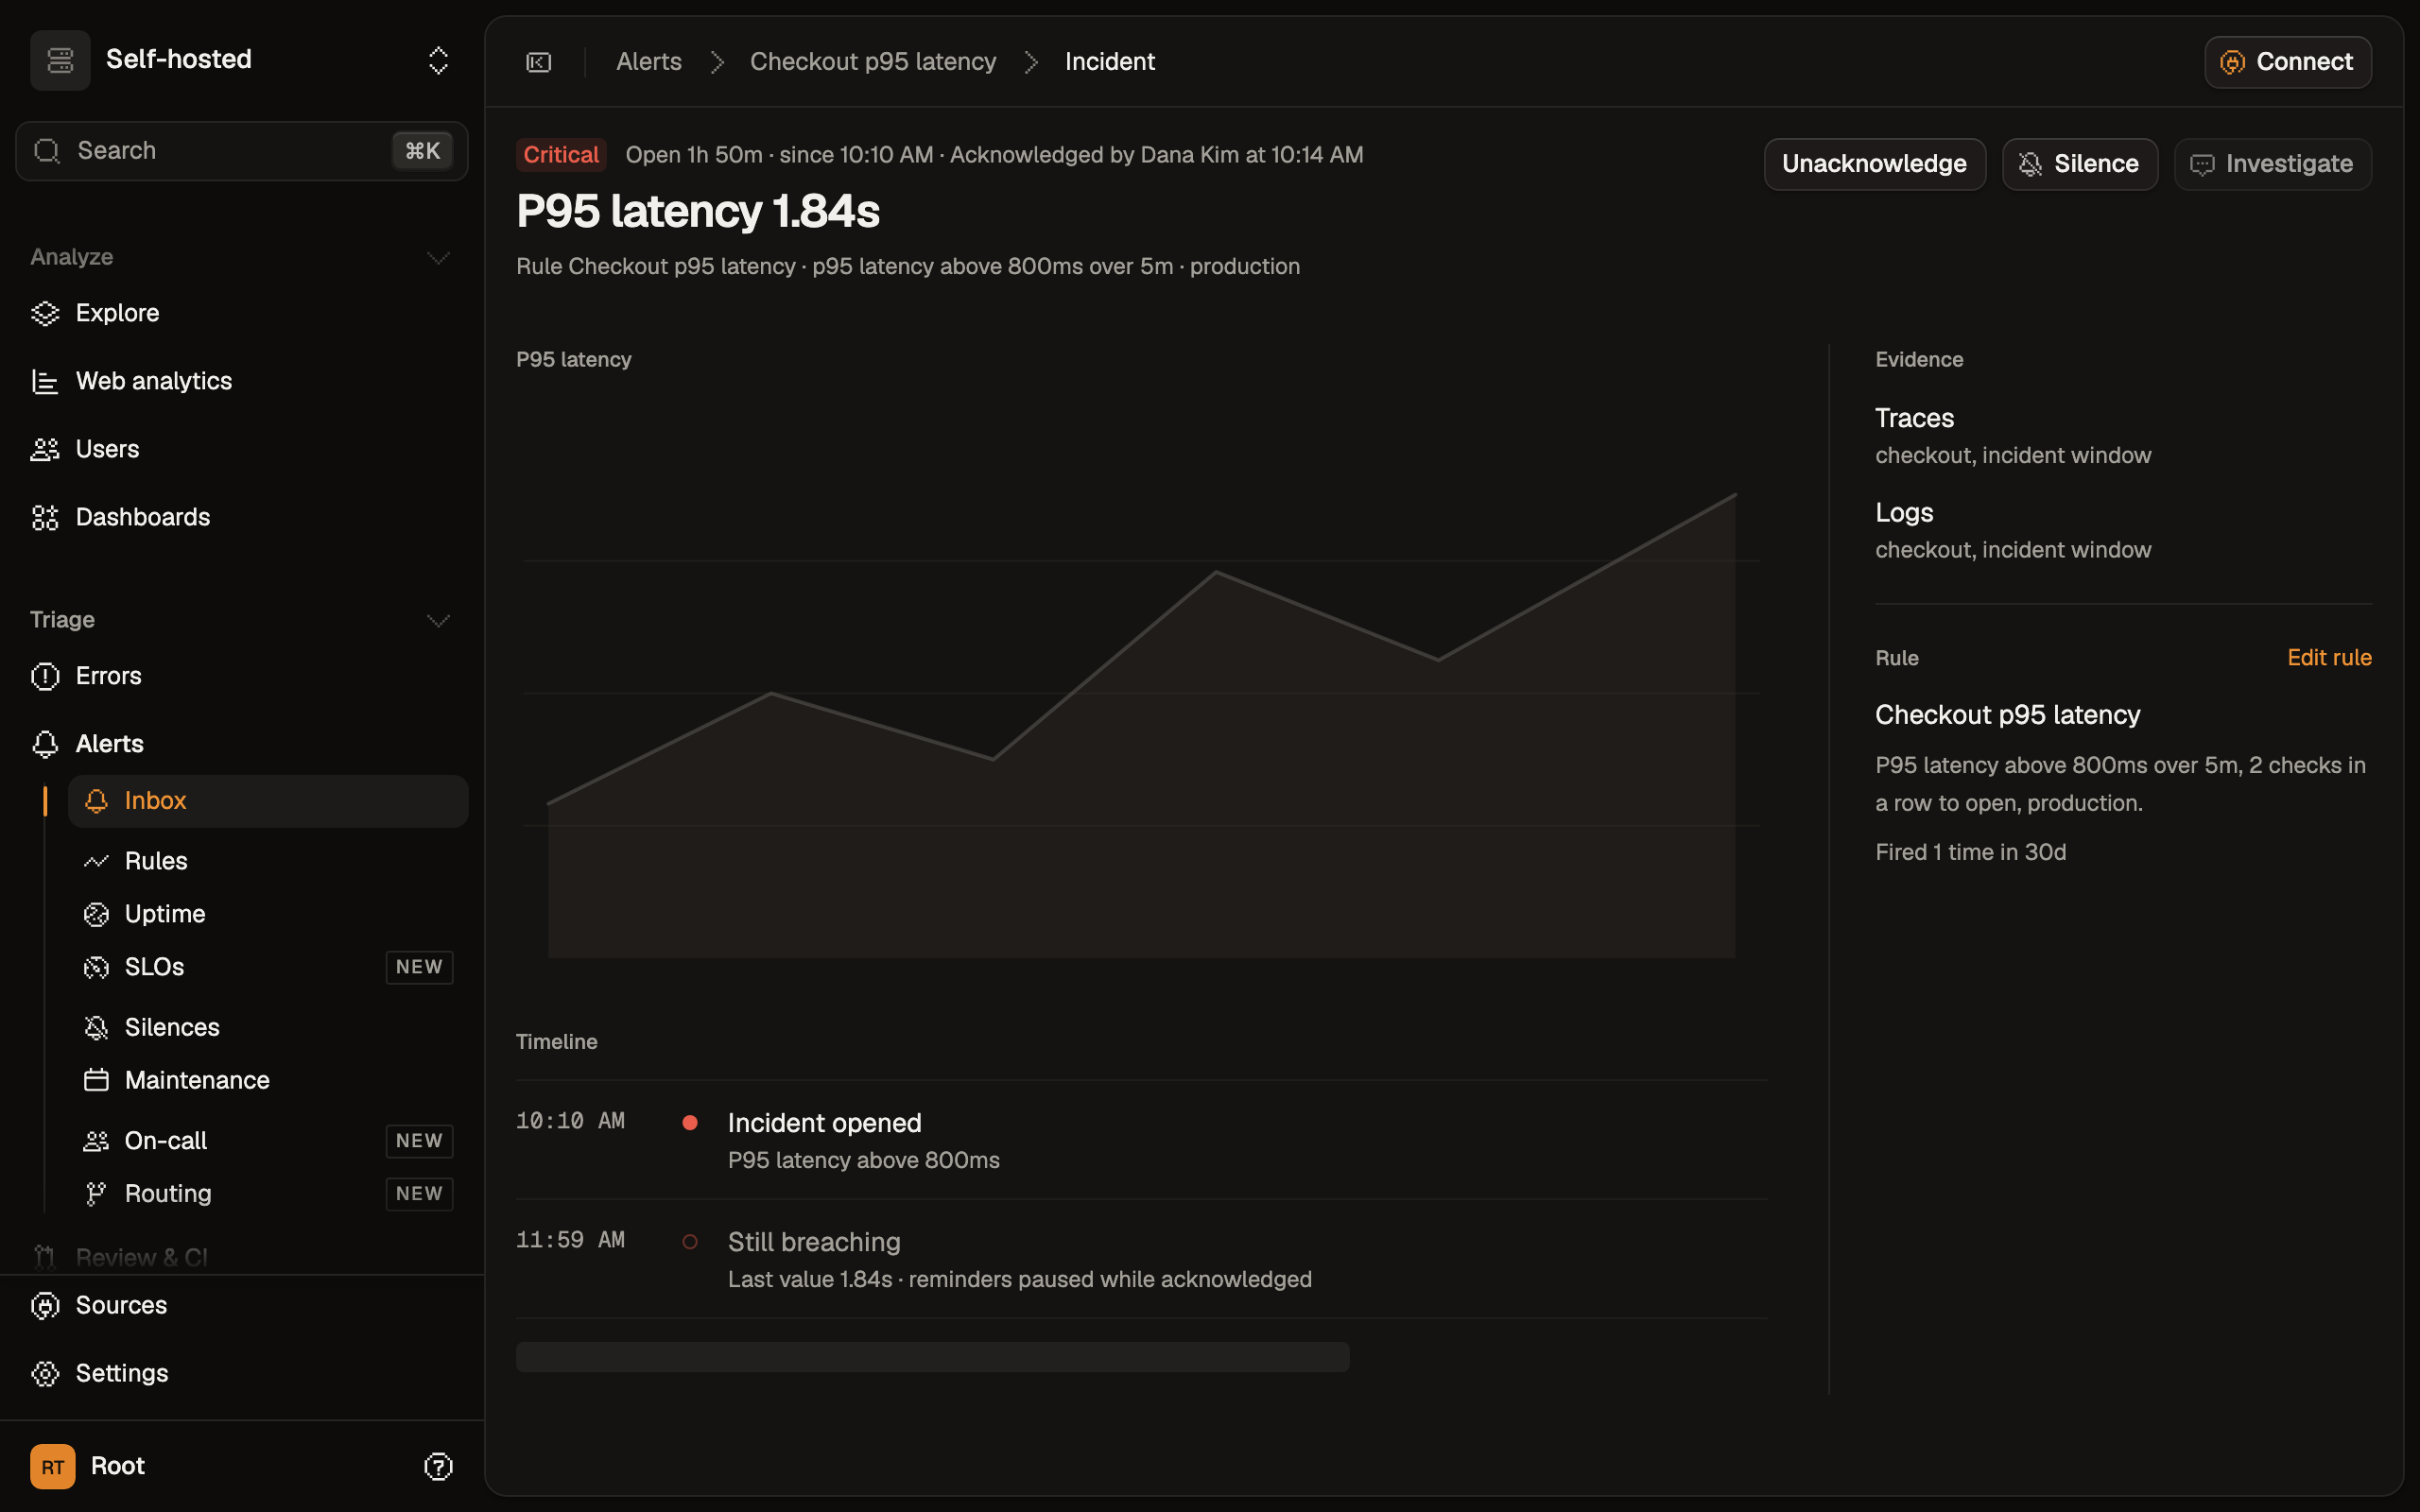 Self-hosted
Search
⌘K
Analyze
Explore
Web analytics
Users
Dashboards
Triage
Errors
Alerts
Inbox
Rules
Uptime
SLOs NEW
Silences
Maintenance
On-call NEW
Routing NEW
Review & CI
Sources
Settings
RT Root
Alerts Checkout p95 latency Incident
Connect
Critical Open 1h 50m · since 10:10 AM · Acknowledged by Dana Kim at 10:14 AM
Unacknowledge Silence Investigate
P95 latency 1.84s
Rule Checkout p95 latency · p95 latency above 800ms over 5m · production
P95 latency
Timeline
10:10 AM Incident opened
P95 latency above 800ms
11:59 AM Still breaching
Last value 1.84s · reminders paused while acknowledged
Evidence
Traces
checkout, incident window
Logs
checkout, incident window
Rule Edit rule
Checkout p95 latency
P95 latency above 800ms over 5m, 2 checks in
a row to open, production.
Fired 1 time in 30d